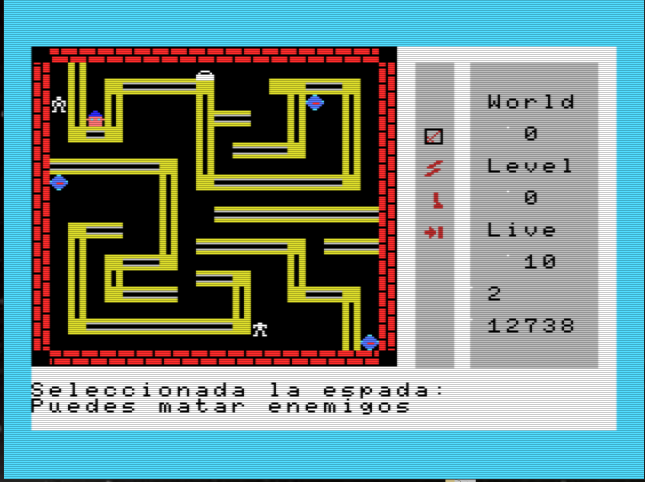 World
0
Level
0
Live
10
2
12738
Seleccionada la espada:
Puedes matar enemigos